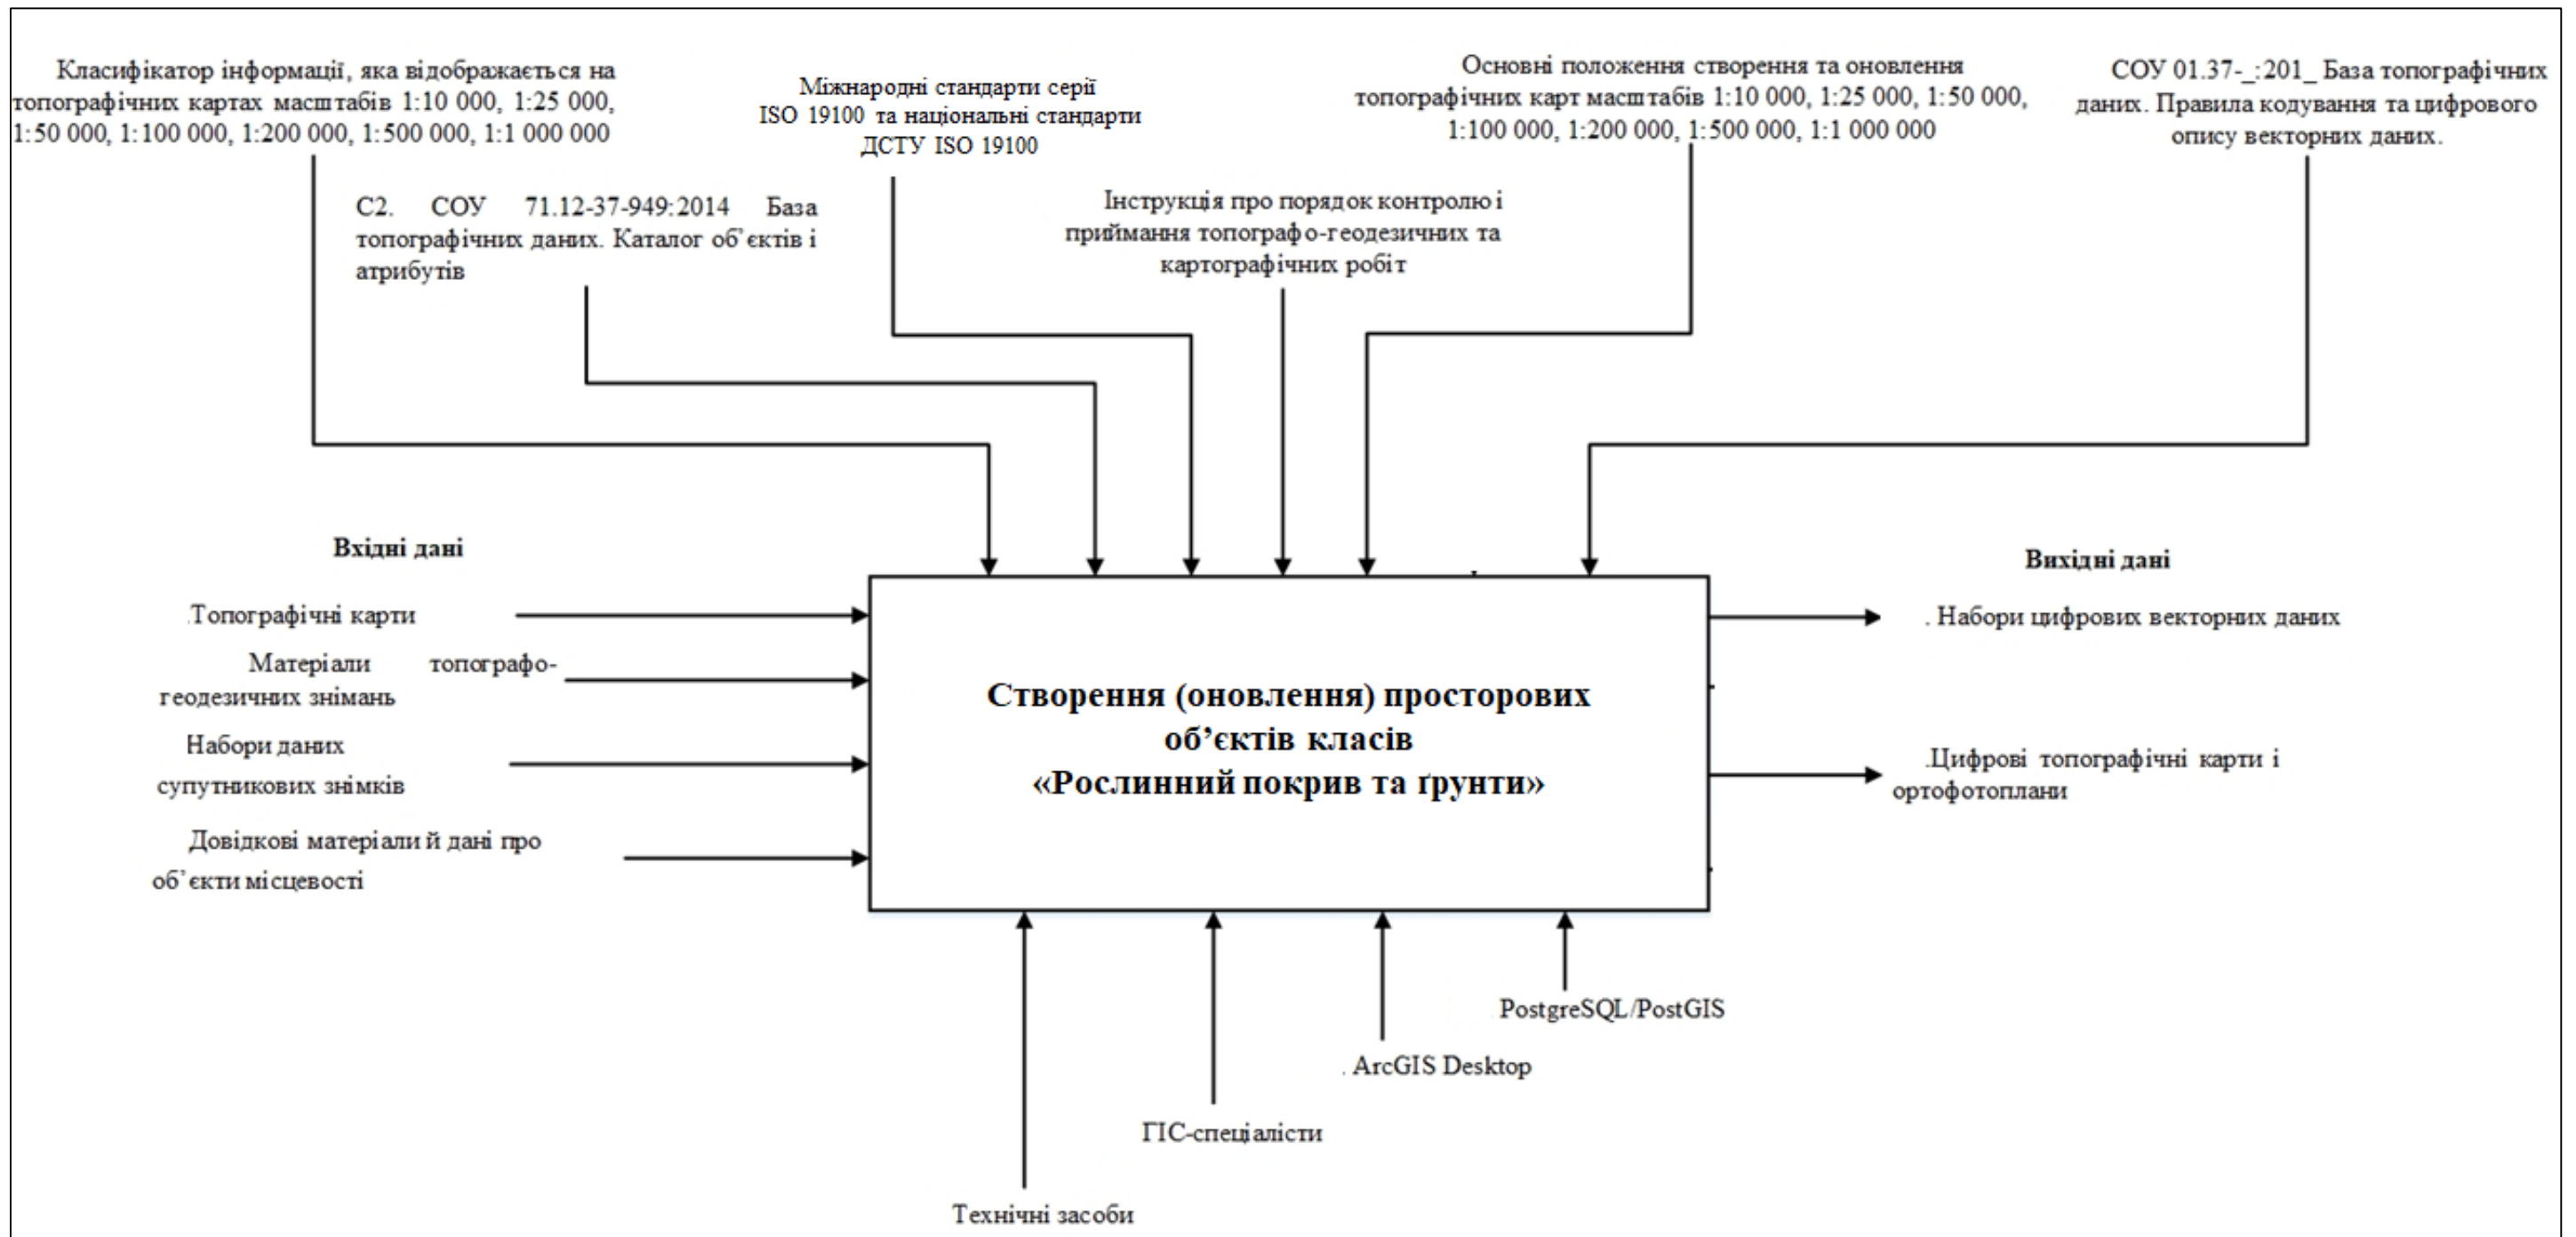 Класифікатор інформації, яка відображається на
топографічних картах масштабів 1:10 000, 1:25 000,
1:50 000, 1:100 000, 1:200 000, 1:500 000, 1:1 000 000
С2. СОУ 71.12-37-949:2014 База
топографічних даних. Каталог об’єктів і
атрибутів
Міжнародні стандарти серії
ISO 19100 та національні стандарти
ДСТУ ISO 19100
Інструкція про порядок контролю і
приймання топографо-геодезичних та
картографічних робіт
Основні положення створення та оновлення
топографічних карт масштабів 1:10 000, 1:25 000, 1:50 000,
1:100 000, 1:200 000, 1:500 000, 1:1 000 000
СОУ 01.37-_:201_ База топографічних
даних. Правила кодування та цифрового
опису векторних даних.
Вхідні дані
.Топографічні карти
Матеріали топографо-
геодезичних знімань
Набори даних
супутникових знімків
Довідкові матеріали й дані про
об’єкти місцевості
Створення (оновлення) просторових
об’єктів класів
«Рослинний покрив та ґрунти»
Вихідні дані
. Набори цифрових векторних даних
.Цифрові топографічні карти і
ортофотоплани
PostgreSQL/PostGIS
. ArcGIS Desktop
ГІС-спеціалісти
Технічні засоби